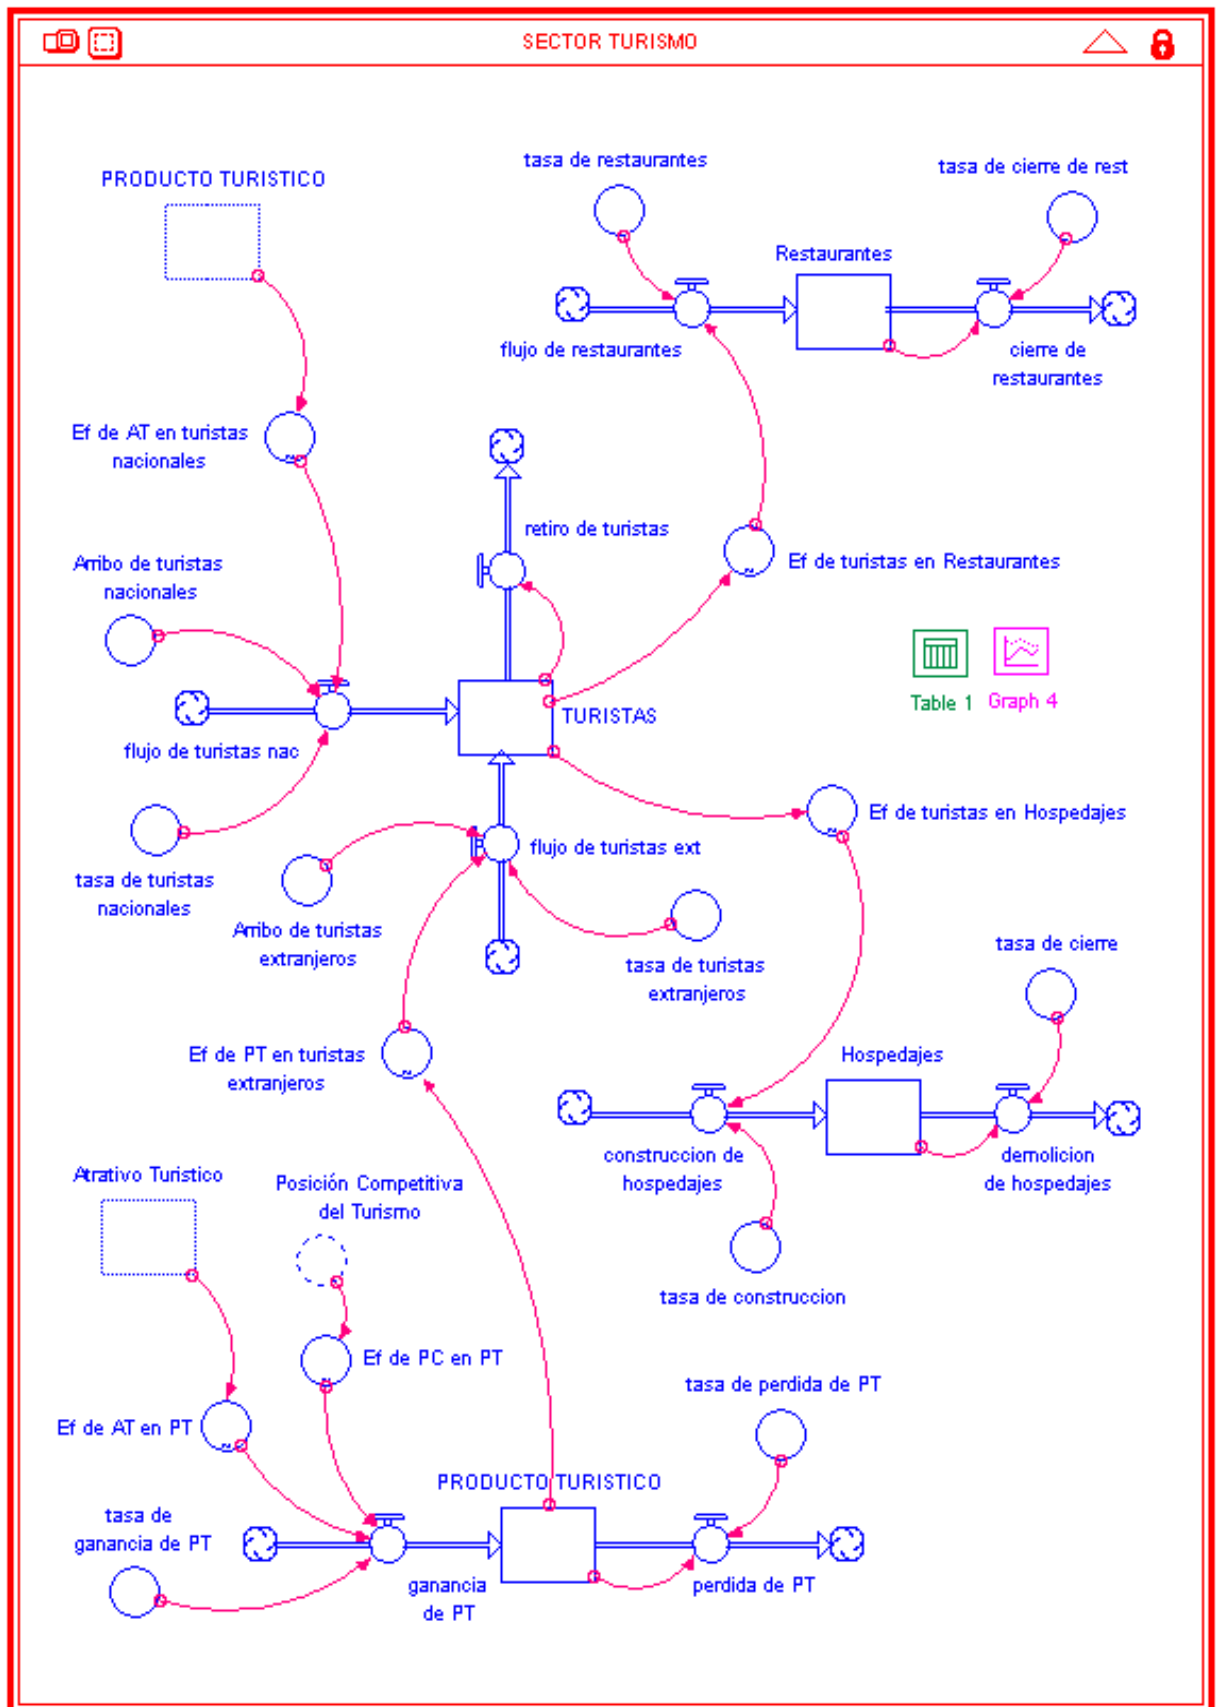 SECTOR TURISMO
tasa de restaurantes
tasa de cierre de rest
PRODUCTO TURISTICO
Restaurantes
flujo de restaurantes
cierre de
restaurantes
Ef de AT en turistas
nacionales
retiro de turistas
Ef de turistas en Restaurantes
Arribo de turistas
nacionales
Table 1
Graph 4
TURISTAS
flujo de turistas nac
Ef de turistas en Hospedajes
flujo de turistas ext
tasa de turistas
nacionales
Arribo de turistas
extranjeros
tasa de turistas
extranjeros
tasa de cierre
Ef de PT en turistas
extranjeros
Hospedajes
construccion de
hospedajes
demolicion
de hospedajes
Atrativo Turistico
Posición Competitiva
del Turismo
tasa de construccion
Ef de PC en PT
tasa de perdida de PT
Ef de AT en PT
PRODUCTO TURISTICO
tasa de
ganancia de PT
ganancia
de PT
perdida de PT